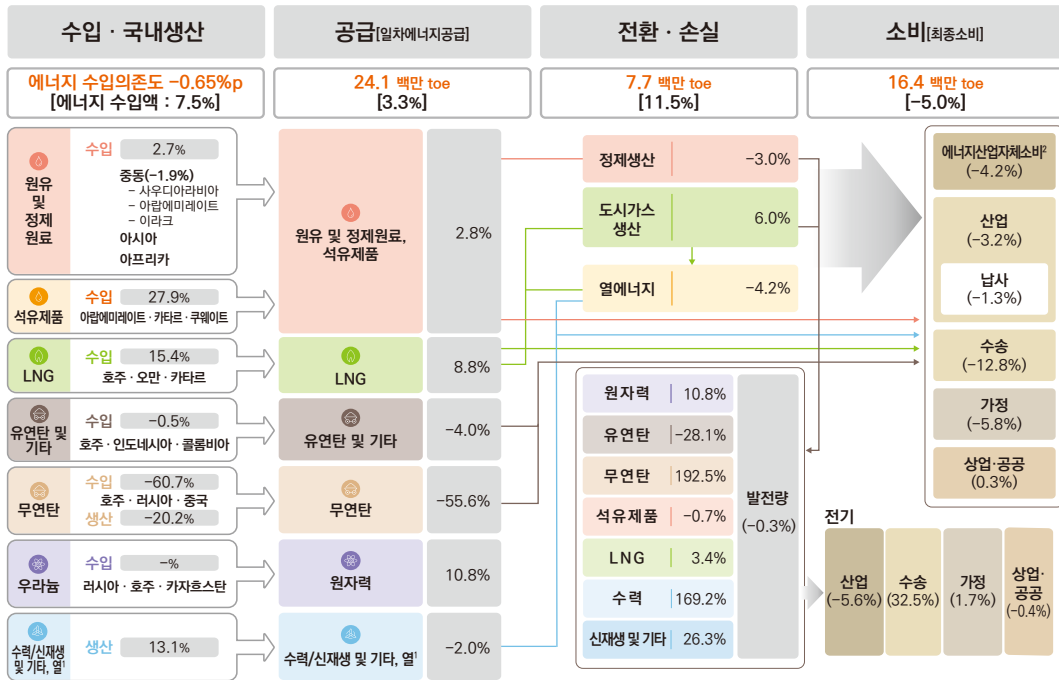 수입 · 국내생산
공급[일차에너지공급]
전환 · 손실
소비[최종소비]
에너지 수입의존도 −0.65%p
[에너지 수입액 : 7.5%]
24.1 백만 toe
[3.3%]
7.7 백만 toe
[11.5%]
16.4 백만 toe
[−5.0%]
원유
및
정제
원료
수입 2.7%
중동(−1.9%)
− 사우디아라비아
− 아랍에미레이트
− 이라크
아시아
아프리카
석유제품
수입 27.9%
아랍에미레이트 · 카타르 · 쿠웨이트
LNG
수입 15.4%
호주 · 오만 · 카타르
유연탄 및
기타
수입 −0.5%
호주 · 인도네시아 · 콜롬비아
무연탄
수입 −60.7%
호주 · 러시아 · 중국
생산 −20.2%
우라늄
수입 −%
러시아 · 호주 · 카자흐스탄
수력/신재생
및 기타, 열¹
생산 13.1%
원유 및 정제원료,
석유제품
2.8%
LNG
8.8%
유연탄 및 기타
−4.0%
무연탄
−55.6%
원자력
10.8%
수력/신재생 및 기타, 열¹
−2.0%
정제생산 −3.0%
도시가스
생산
6.0%
열에너지 −4.2%
원자력 10.8%
유연탄 −28.1%
무연탄 192.5%
석유제품 −0.7%
LNG 3.4%
수력 169.2%
신재생 및 기타 26.3%
발전량
(−0.3%)
에너지산업자체소비²
(−4.2%)
산업
(−3.2%)
납사
(−1.3%)
수송
(−12.8%)
가정
(−5.8%)
상업·공공
(0.3%)
전기
산업
(−5.6%)
수송
(32.5%)
가정
(1.7%)
상업·
공공
(−0.4%)